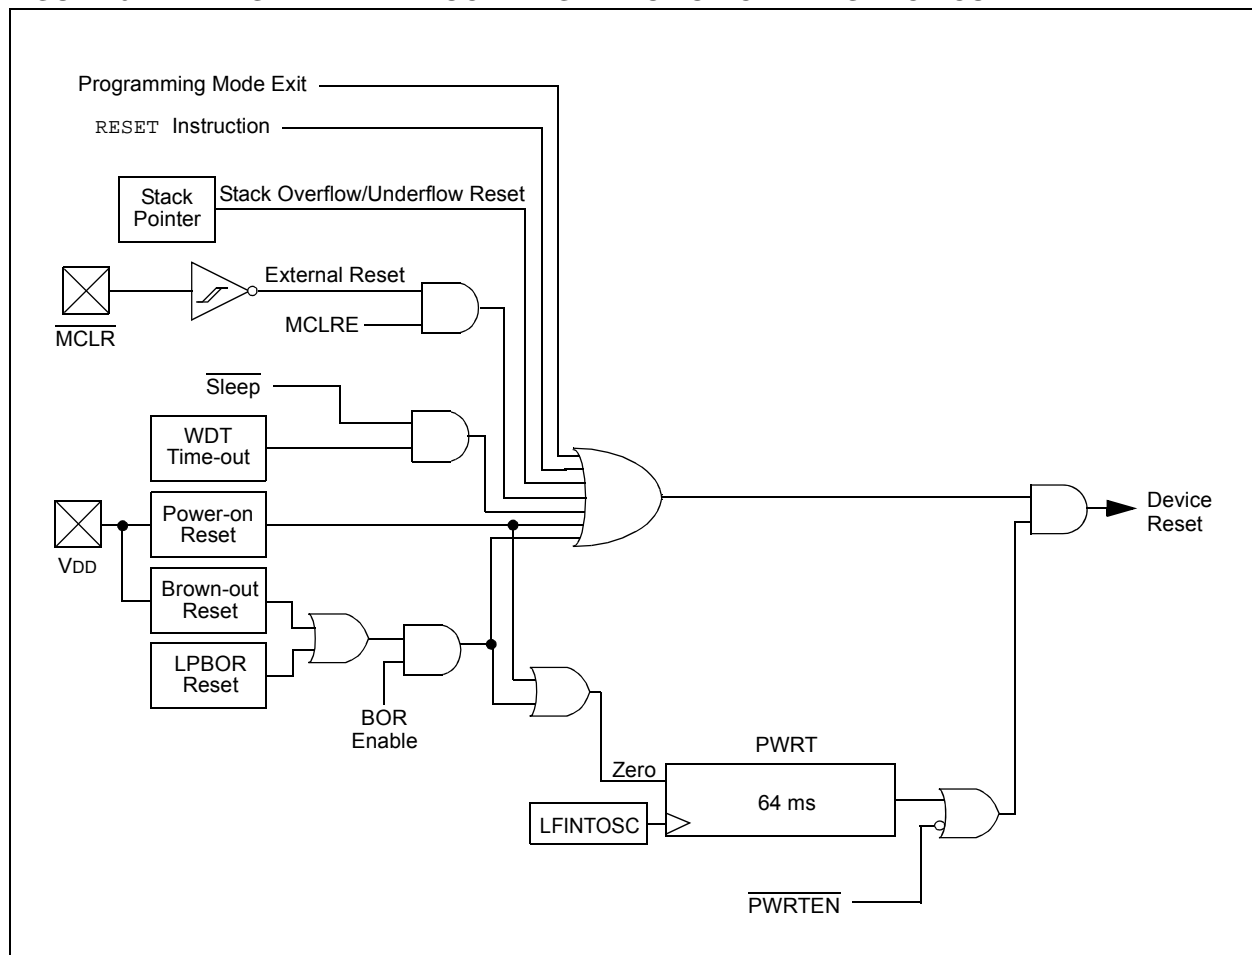 Programming Mode Exit
RESET Instruction
Stack
Pointer
Stack Overflow/Underflow Reset
External Reset
MCLRE
MCLR
Sleep
WDT
Time-out
Power-on
Reset
VDD
Brown-out
Reset
LPBOR
Reset
BOR
Enable
Device
Reset
PWRT
Zero
64 ms
LFINTOSC
PWRTEN